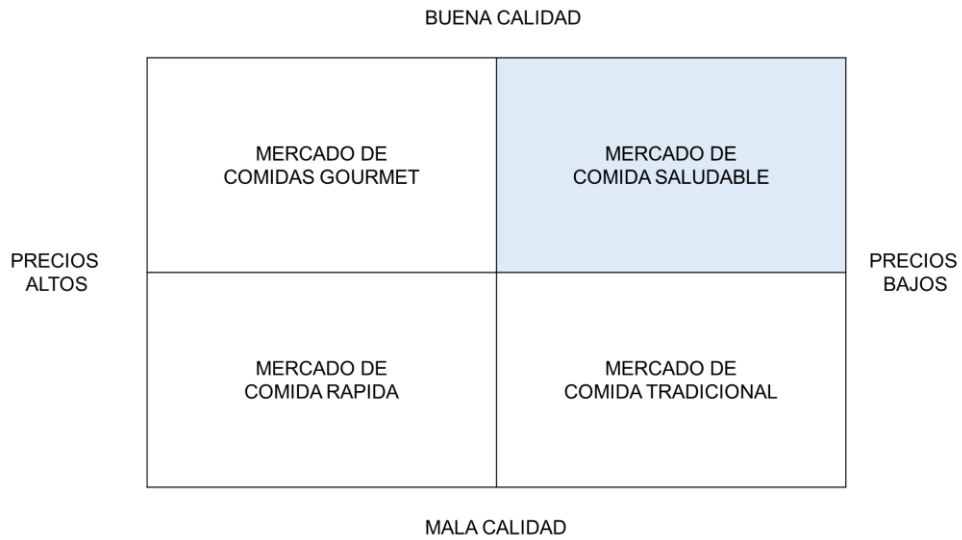 BUENA CALIDAD
MERCADO DE
COMIDAS GOURMET
MERCADO DE
COMIDA SALUDABLE
PRECIOS
ALTOS
PRECIOS
BAJOS
MERCADO DE
COMIDA RAPIDA
MERCADO DE
COMIDA TRADICIONAL
MALA CALIDAD